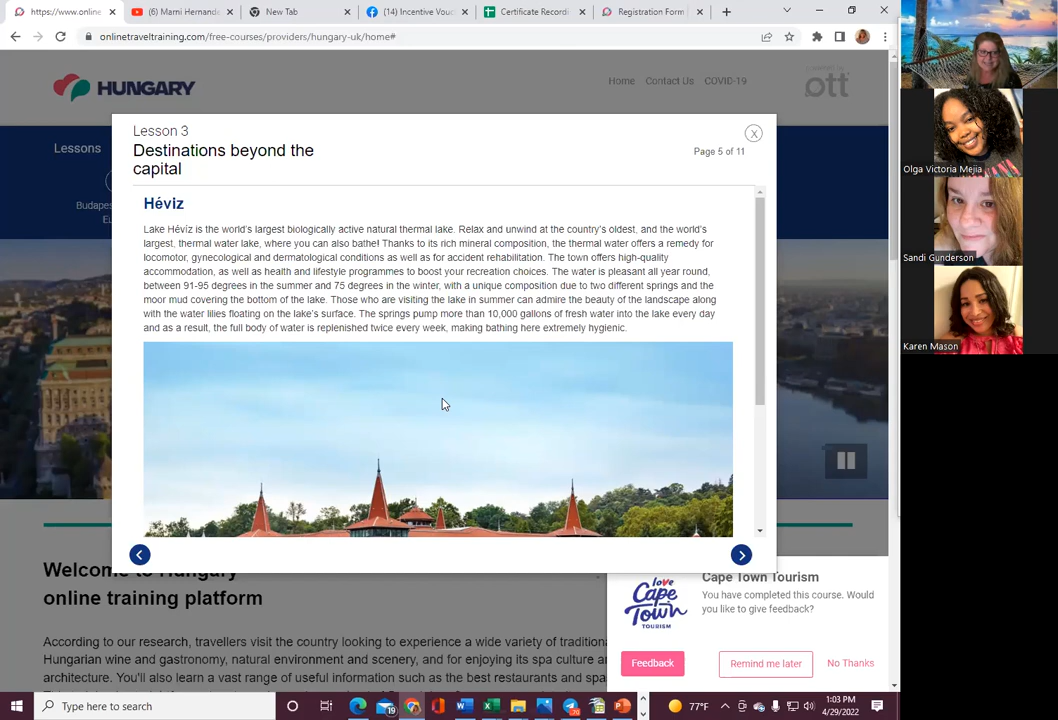 https://www.online
(6) Marni Hernande
New Tab
(14) Incentive Vouc
Certificate Recordi
Registration Form
onlinetraveltraining.com/free-courses/providers/hungary-uk/home#
HUNGARY
Home
Contact Us
COVID-19
powered by
ott
Lessons
Budapes
Eu
Lesson 3
Destinations beyond the
capital
X
Page 5 of 11
Héviz
Lake Hévíz is the world's largest biologically active natural thermal lake. Relax and unwind at the country's oldest, and the world's
largest, thermal water lake, where you can also bathe! Thanks to its rich mineral composition, the thermal water offers a remedy for
locomotor, gynecological and dermatological conditions as well as for accident rehabilitation. The town offers high-quality
accommodation, as well as health and lifestyle programmes to boost your recreation choices. The water is pleasant all year round,
between 91-95 degrees in the summer and 75 degrees in the winter, with a unique composition due to two different springs and the
moor mud covering the bottom of the lake. Those who are visiting the lake in summer can admire the beauty of the landscape along
with the water lilies floating on the lake's surface. The springs pump more than 10,000 gallons of fresh water into the lake every day
and as a result, the full body of water is replenished twice every week, making bathing here extremely hygienic.
Welcome to Hungary
online training platform
According to our research, travellers visit the country looking to experience a wide variety of traditiona
Hungarian wine and gastronomy, natural environment and scenery, and for enjoying its spa culture an
architecture. You'll also learn a vast range of useful information such as the best restaurants and spa
love
Cape
Town
TOURISM
Cape Town Tourism
You have completed this course. Would
you like to give feedback?
Feedback
Remind me later
No Thanks
Olga Victoria Mejia
Sandi Gunderson
Karen Mason
Type here to search
19
77°F
1:03 PM
4/29/2022